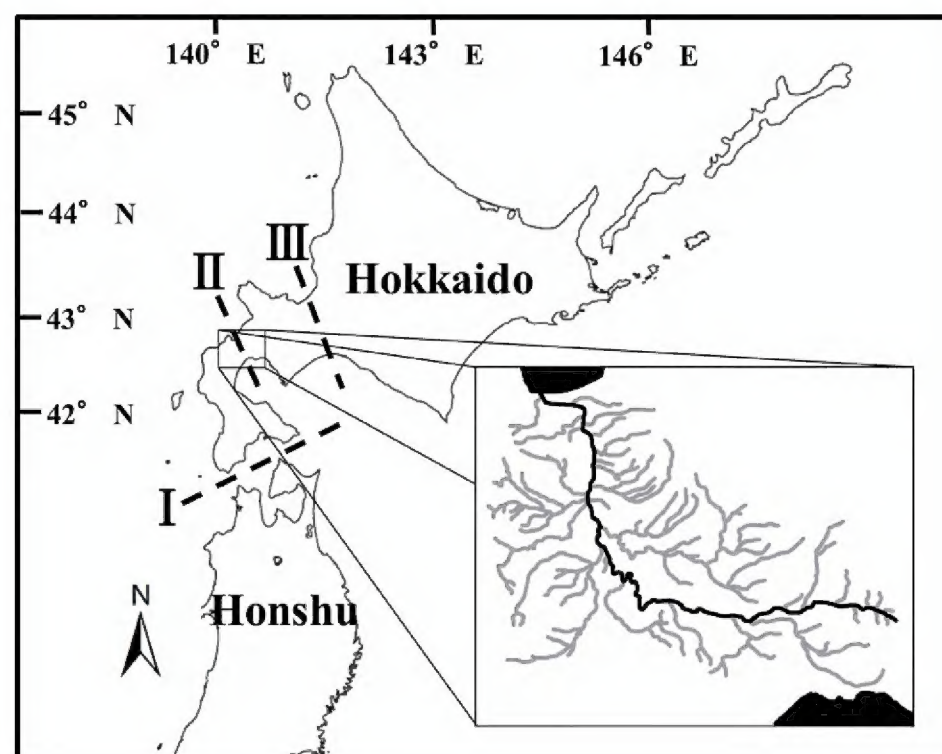 140° E 143° E 146° E
45° N
44° N
III
II
Hokkaido
43° N
42° N
I
N
Honshu